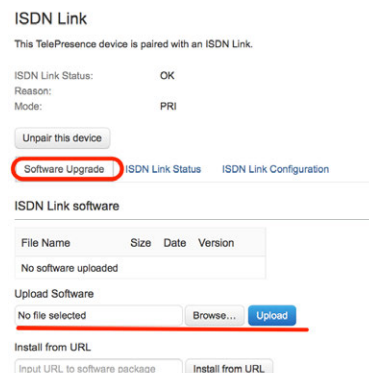 ISDN Link
This TelePresence device is paired with an ISDN Link.
ISDN Link Status: OK
Reason:
Mode: PRI
Unpair this device
Software Upgrade ISDN Link Status ISDN Link Configuration
ISDN Link software
File Name Size Date Version
No software uploaded
Upload Software
No file selected Browse... Upload
Install from URL
Input URL to software package Install from URL